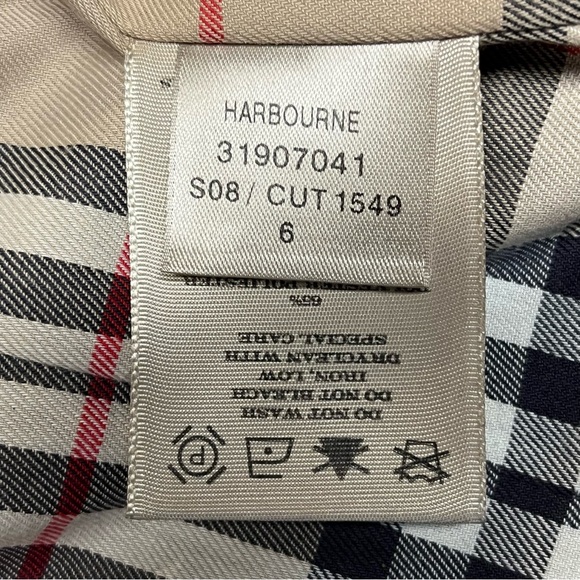 HARBOURNE
31907041
S08 / CUT 1549
6
DO NOT WASH
DO NOT BLEACH
IRON, LOW
DRYCLEAN WITH
SPECIAL CARE
65%
POLIESTER
P